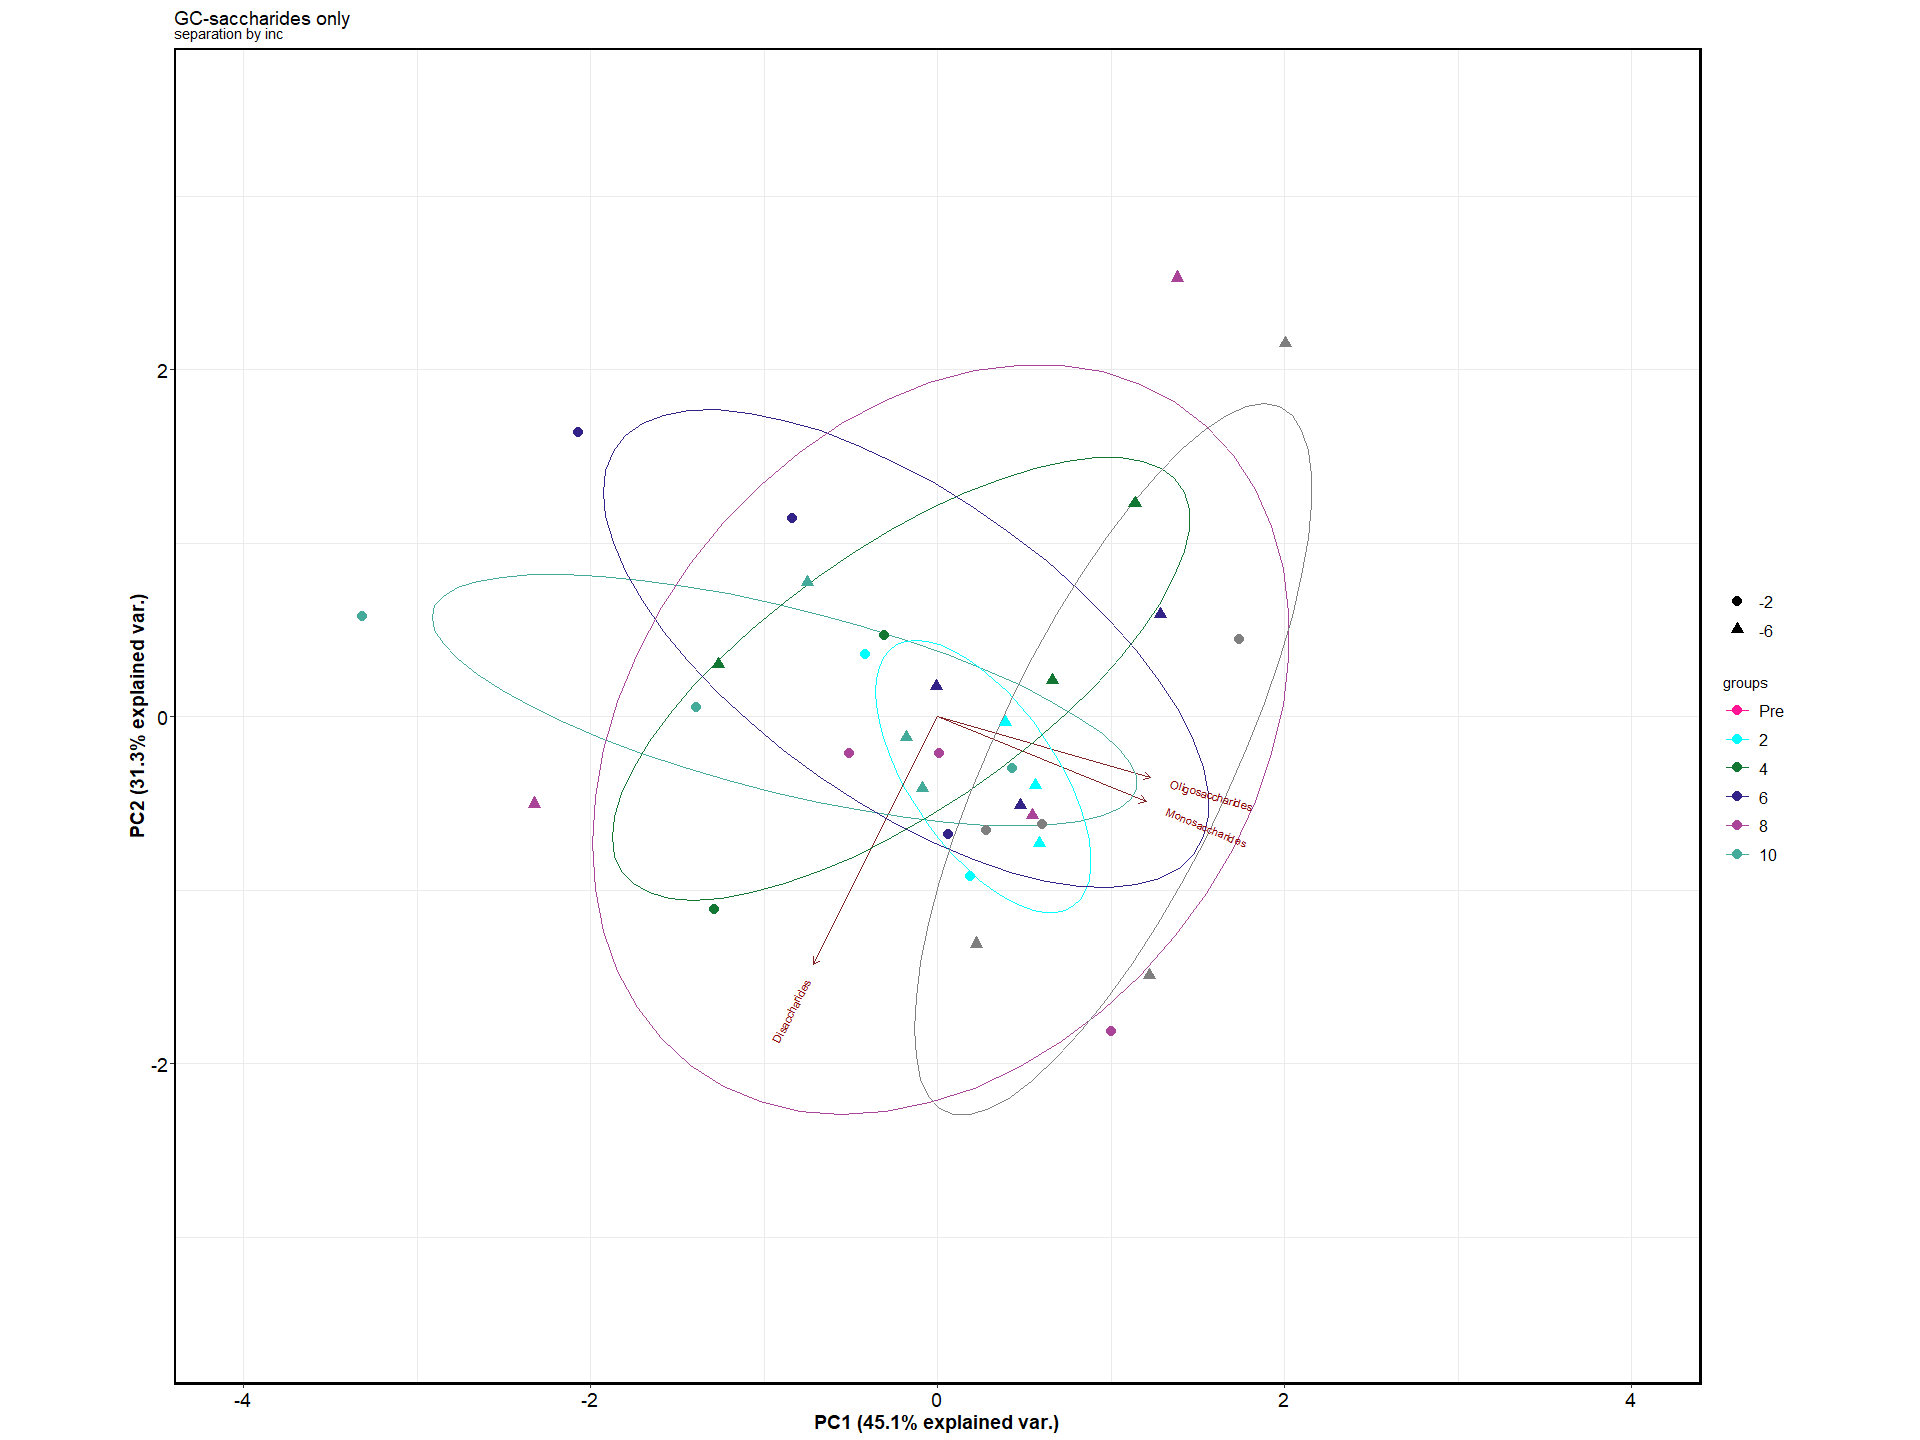 GC-saccharides only
separation by inc
PC2 (31.3% explained var.)
2
0
-2
Oligosaccharides
Monosaccharides
Disaccharides
-4
-2
0
2
4
PC1 (45.1% explained var.)
-2
-6
groups
Pre
2
4
6
8
10